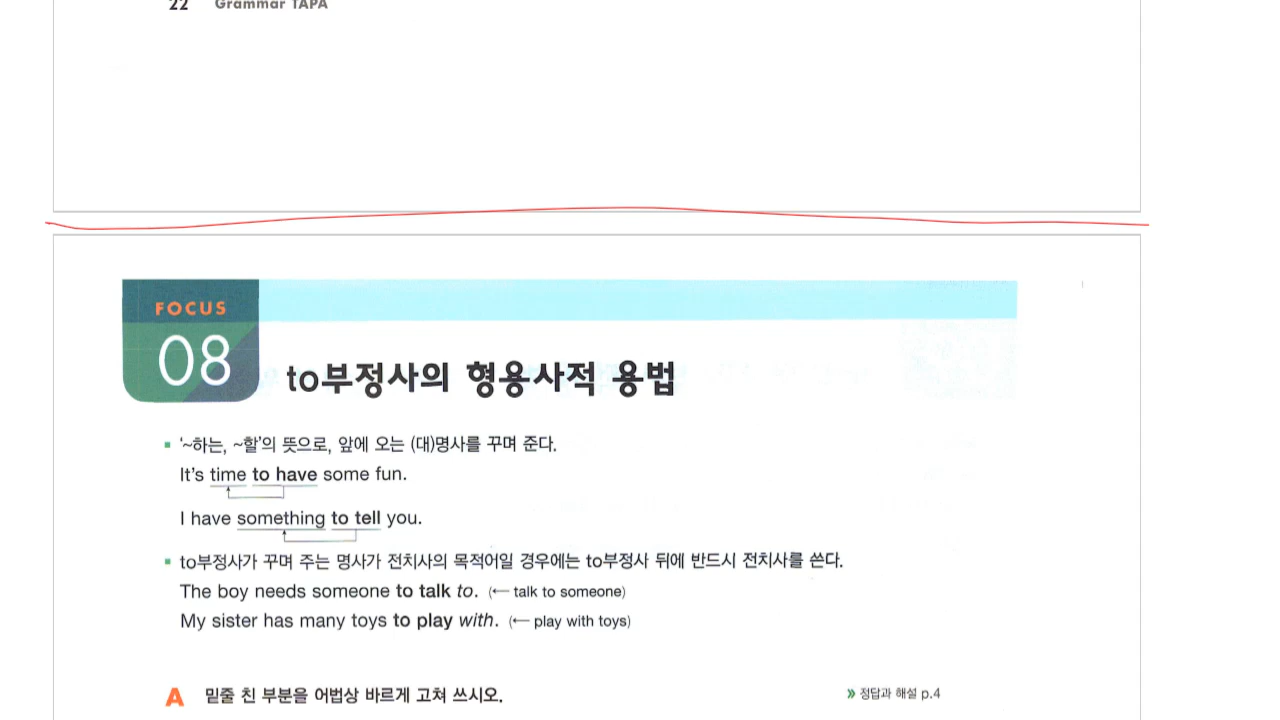 22 Grammar TAPA
FOCUS
08
to부정사의 형용사적 용법
▪ '~하는, ~할'의 뜻으로, 앞에 오는 (대)명사를 꾸며 준다.
It's time to have some fun.
I have something to tell you.
▪ to부정사가 꾸며 주는 명사가 전치사의 목적어일 경우에는 to부정사 뒤에 반드시 전치사를 쓴다.
The boy needs someone to talk to. (← talk to someone)
My sister has many toys to play with. (← play with toys)
A 밑줄 친 부분을 어법상 바르게 고쳐 쓰시오. » 정답과 해설 p.4